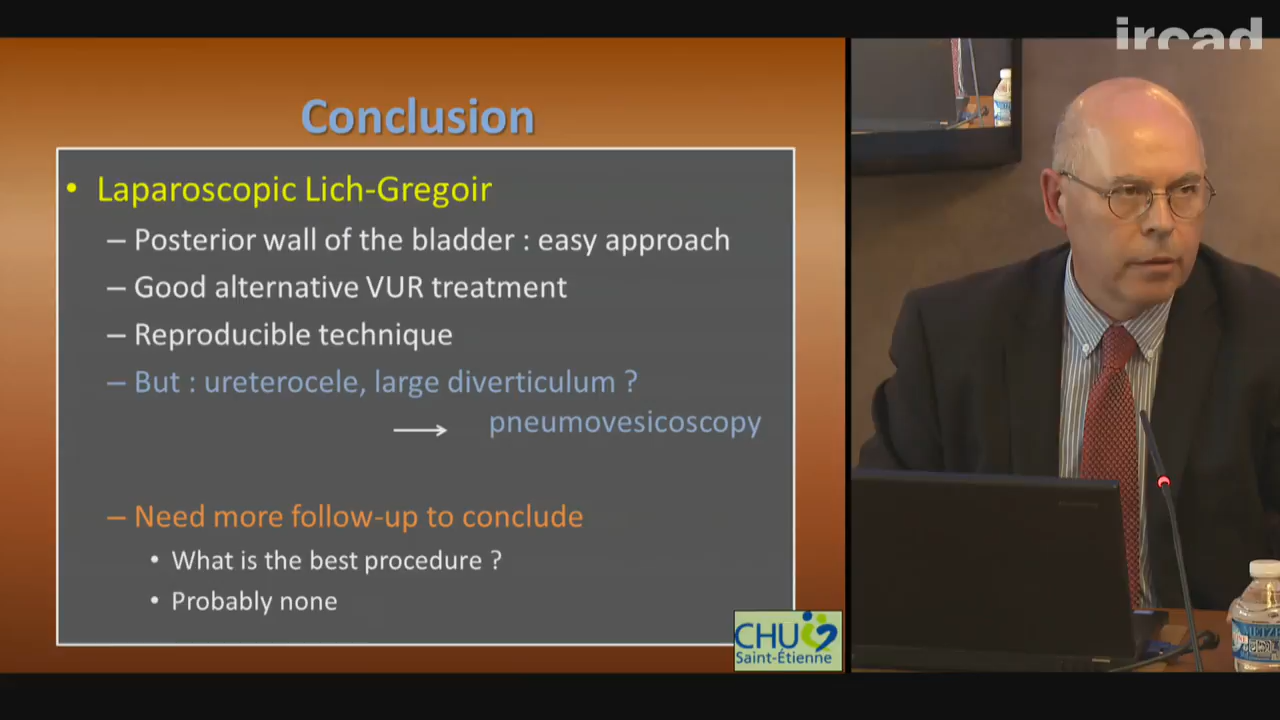 ircad
Conclusion
• Laparoscopic Lich-Gregoir
– Posterior wall of the bladder : easy approach
– Good alternative VUR treatment
– Reproducible technique
– But : ureterocele, large diverticulum ?
→ pneumovesicoscopy
– Need more follow-up to conclude
• What is the best procedure ?
• Probably none
CHU
Saint-Étienne